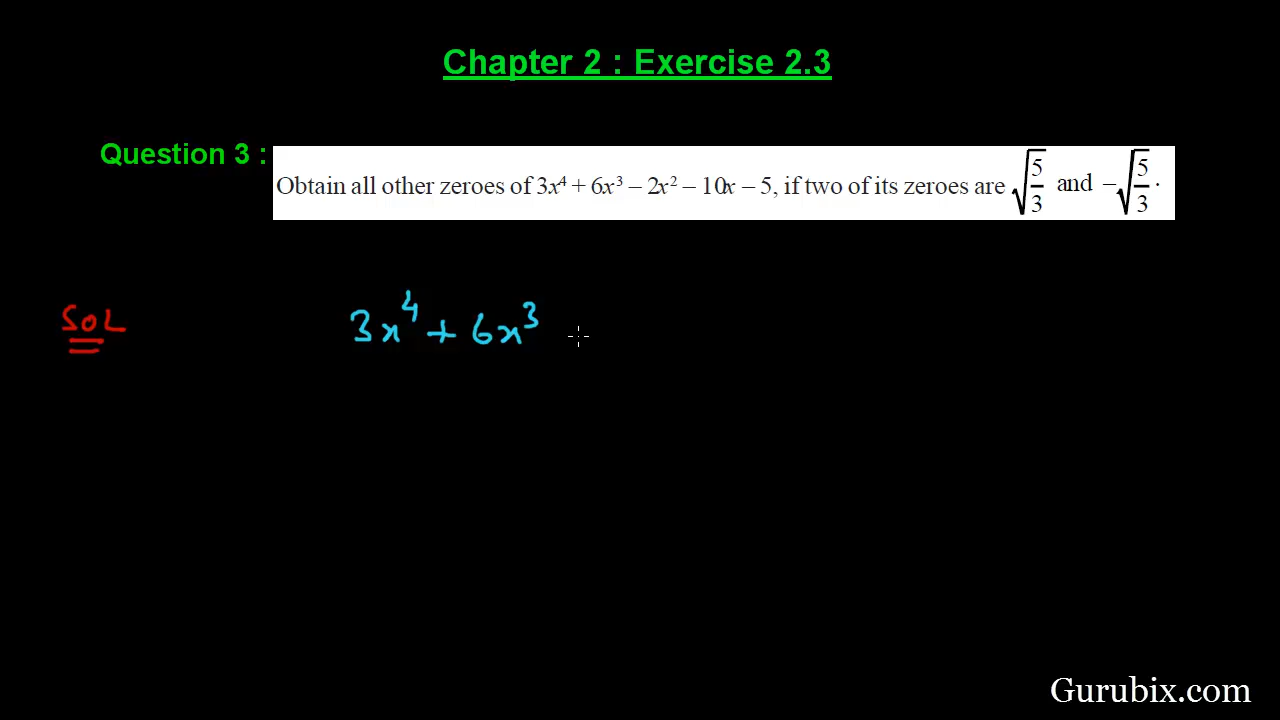 Chapter 2 : Exercise 2.3
Question 3 : Obtain all other zeroes of 3x⁴ + 6x³ – 2x² – 10x – 5, if two of its zeroes are √(5/3) and –√(5/3).
SOL 3x⁴ + 6x³
Gurubix.com